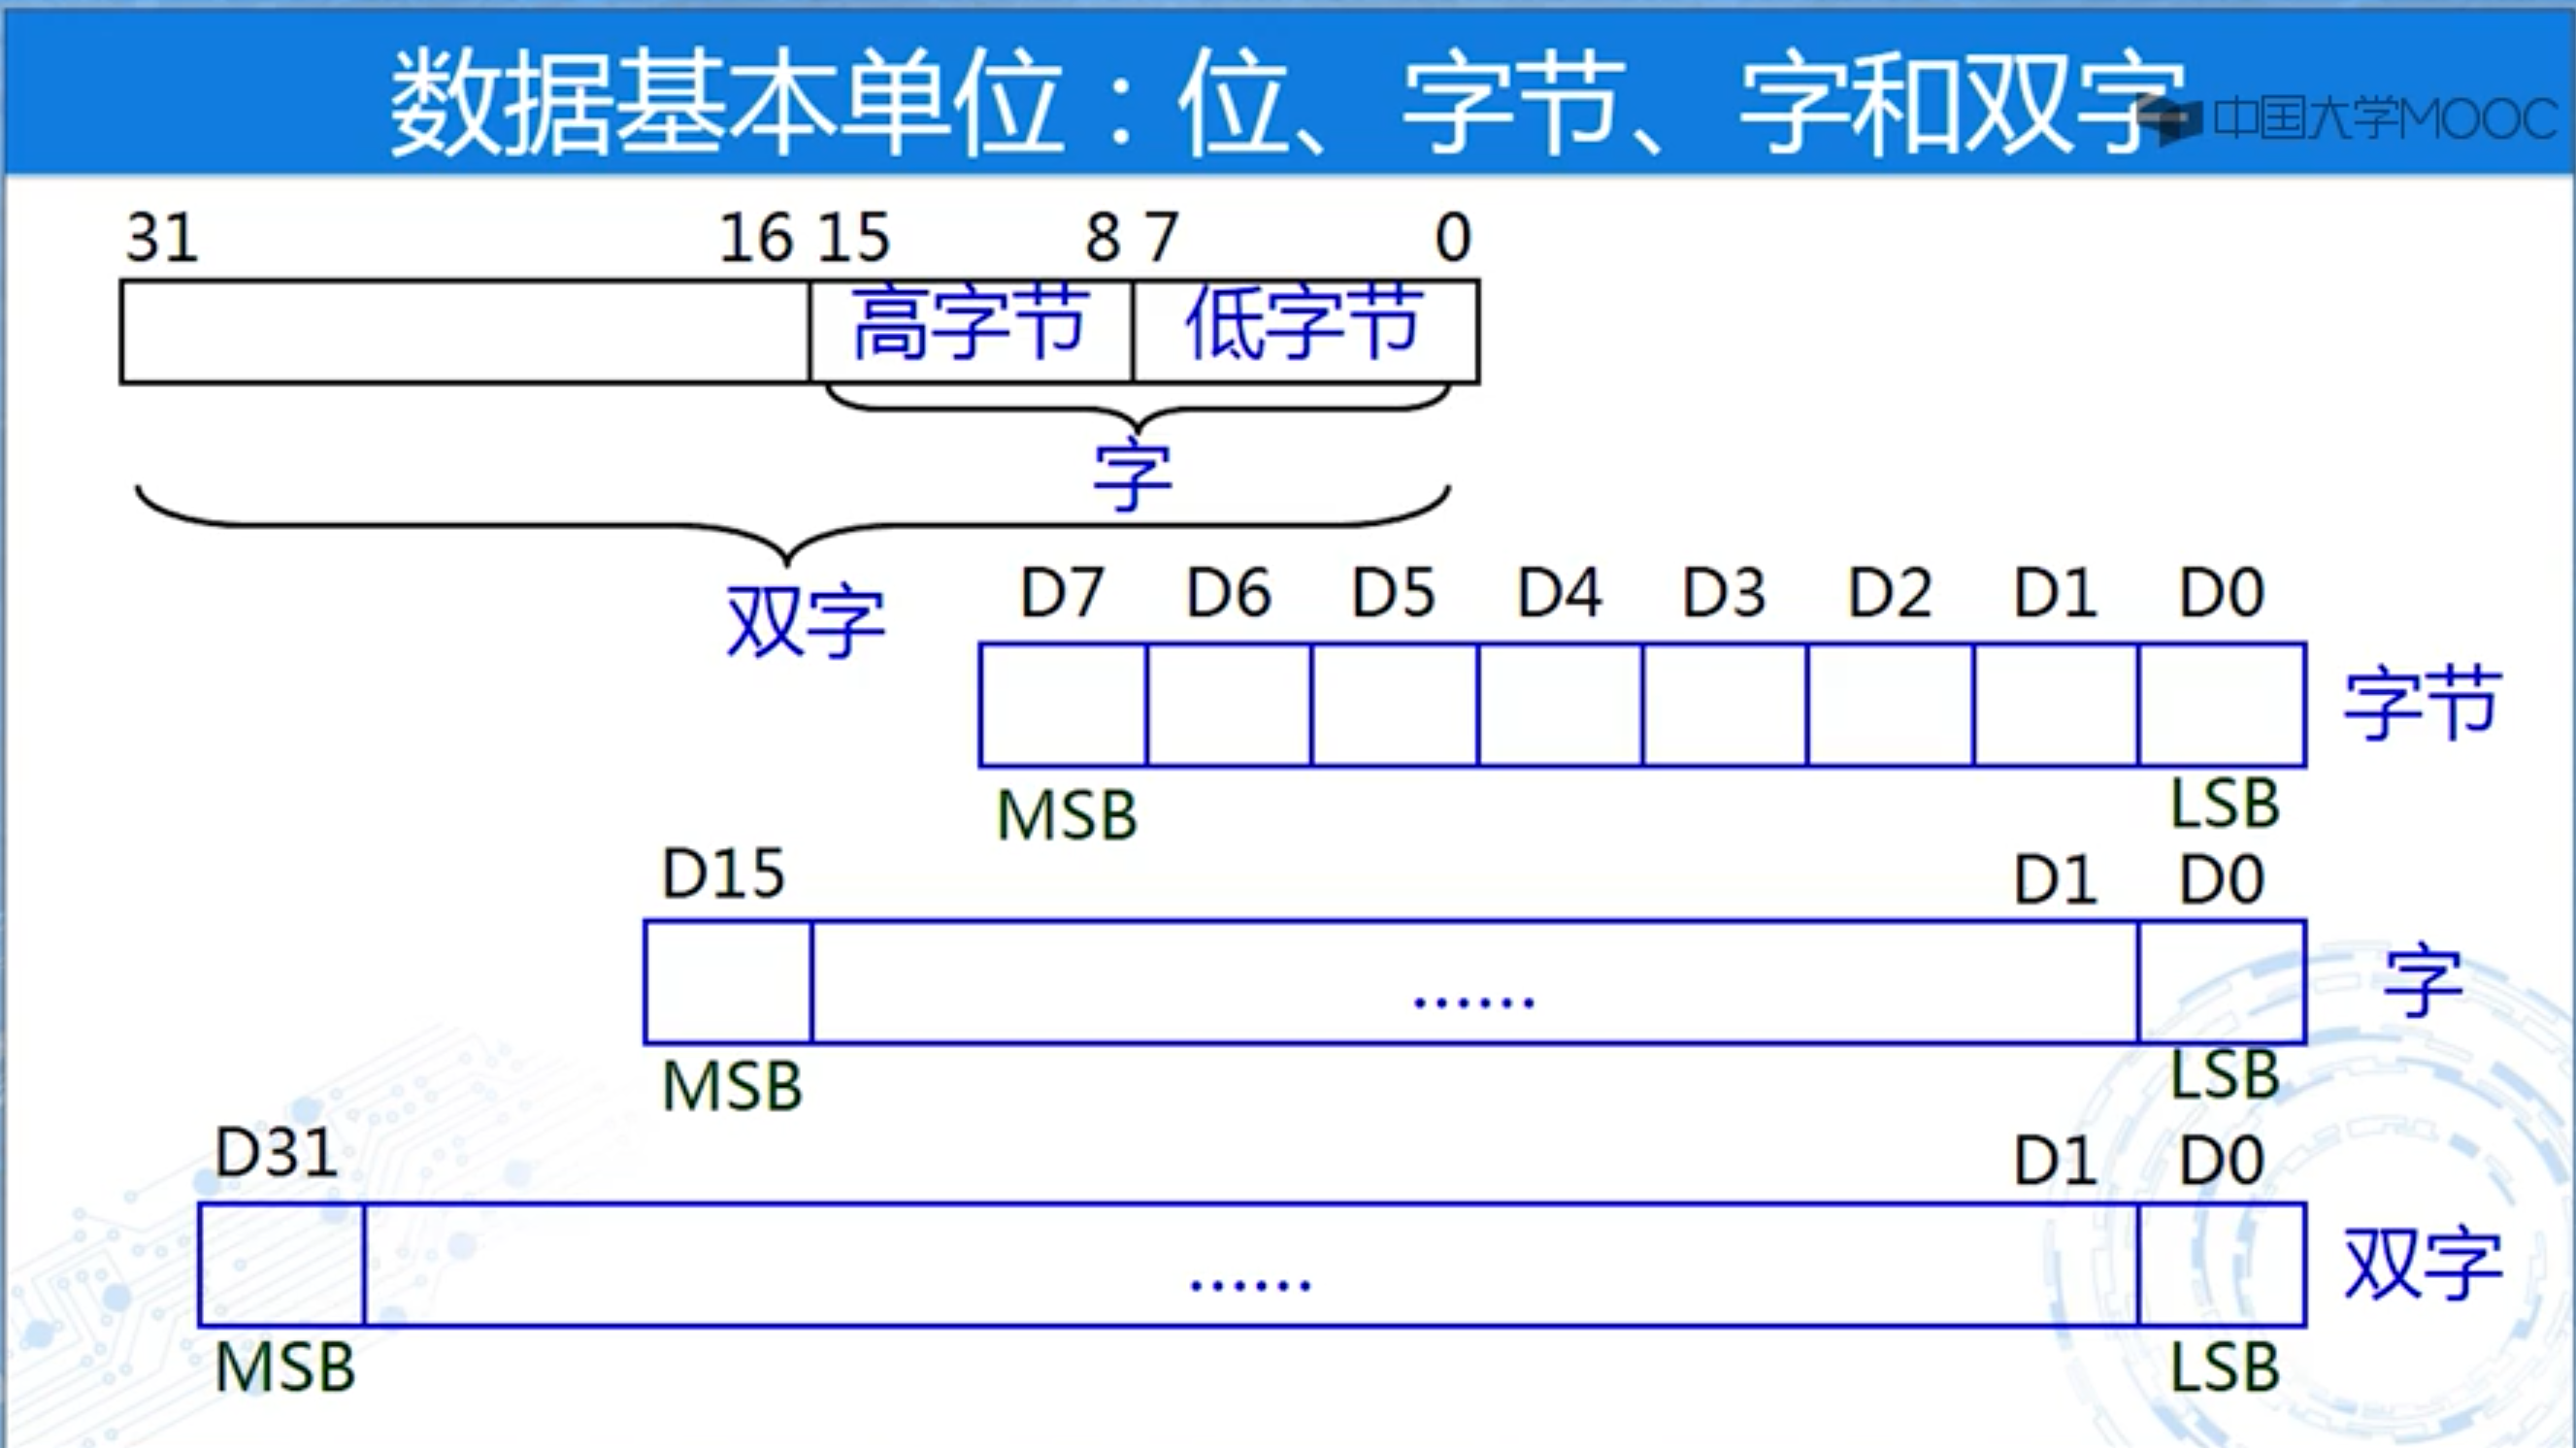 数据基本单位：位、字节、字和双字
中国大学MOOC
31 16 15 8 7 0
高字节 低字节
字
双字
D7 D6 D5 D4 D3 D2 D1 D0
字节
MSB LSB
D15 D1 D0
...... 字
MSB LSB
D31 D1 D0
...... 双字
MSB LSB